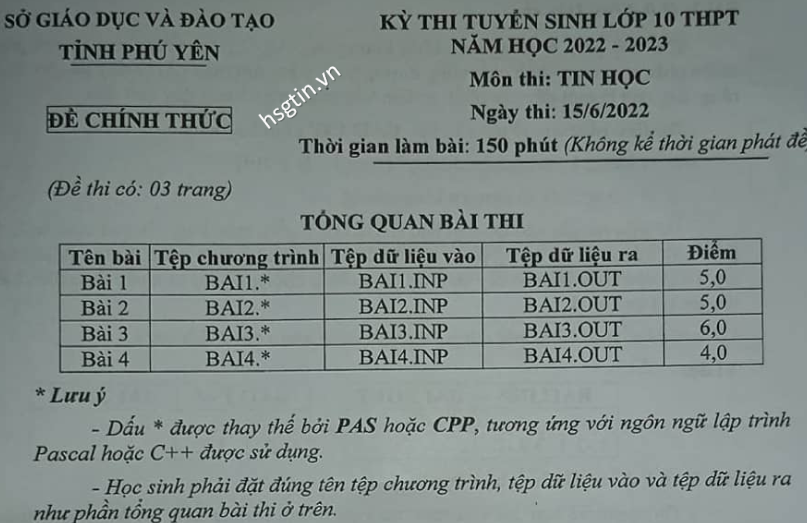 SỞ GIÁO DỤC VÀ ĐÀO TẠO
TỈNH PHÚ YÊN
KỲ THI TUYỂN SINH LỚP 10 THPT
NĂM HỌC 2022 - 2023
Môn thi: TIN HỌC
hsgtin.vn
ĐỀ CHÍNH THỨC
Ngày thi: 15/6/2022
Thời gian làm bài: 150 phút (Không kể thời gian phát đề
(Đề thi có: 03 trang)
TỔNG QUAN BÀI THI
Tên bài Tệp chương trình Tệp dữ liệu vào Tệp dữ liệu ra Điểm
Bài 1 BAI1.* BAI1.INP BAI1.OUT 5,0
Bài 2 BAI2.* BAI2.INP BAI2.OUT 5,0
Bài 3 BAI3.* BAI3.INP BAI3.OUT 6,0
Bài 4 BAI4.* BAI4.INP BAI4.OUT 4,0
* Lưu ý
- Dấu * được thay thế bởi PAS hoặc CPP, tương ứng với ngôn ngữ lập trình
Pascal hoặc C++ được sử dụng.
- Học sinh phải đặt đúng tên tệp chương trình, tệp dữ liệu vào và tệp dữ liệu ra
như phần tổng quan bài thi ở trên.